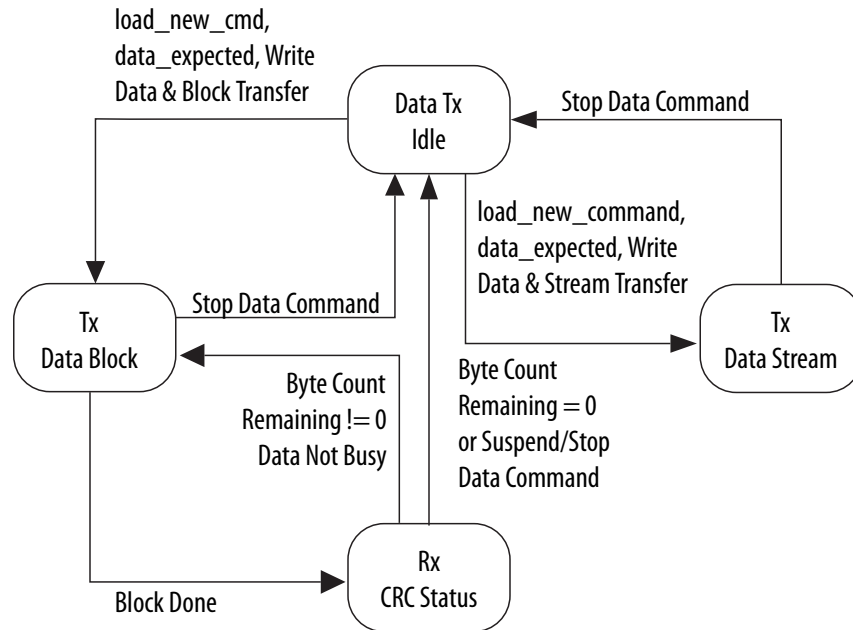 load_new_cmd,
data_expected, Write
Data & Block Transfer
Data Tx
Idle
Stop Data Command
load_new_command,
data_expected, Write
Data & Stream Transfer
Tx
Data Block
Stop Data Command
Tx
Data Stream
Byte Count
Remaining != 0
Data Not Busy
Byte Count
Remaining = 0
or Suspend/Stop
Data Command
Rx
CRC Status
Block Done